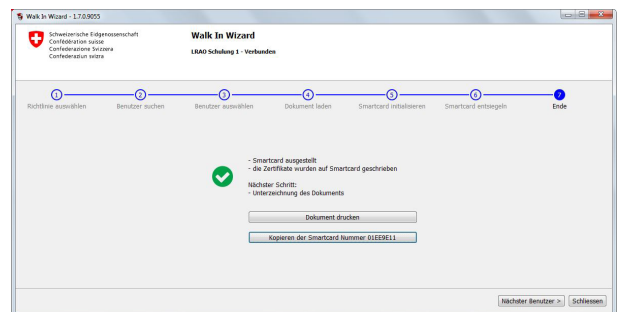 Walk In Wizard - 1.7.0.9055
Schweizerische Eidgenossenschaft
Confédération suisse
Confederazione Svizzera
Confederaziun svizra
Walk In Wizard
LRAO Schulung 1 - Verbunden
1
2
3
4
5
6
7
Richtlinie auswählen
Benutzer suchen
Benutzer auswählen
Dokument laden
Smartcard initialisieren
Smartcard entsiegeln
Ende
- Smartcard ausgestellt
- die Zertifikate wurden auf Smartcard geschrieben
Nächster Schritt:
- Unterzeichnung des Dokuments
Dokument drucken
Kopieren der Smartcard Nummer 01EE9E11
Nächster Benutzer >
Schliessen